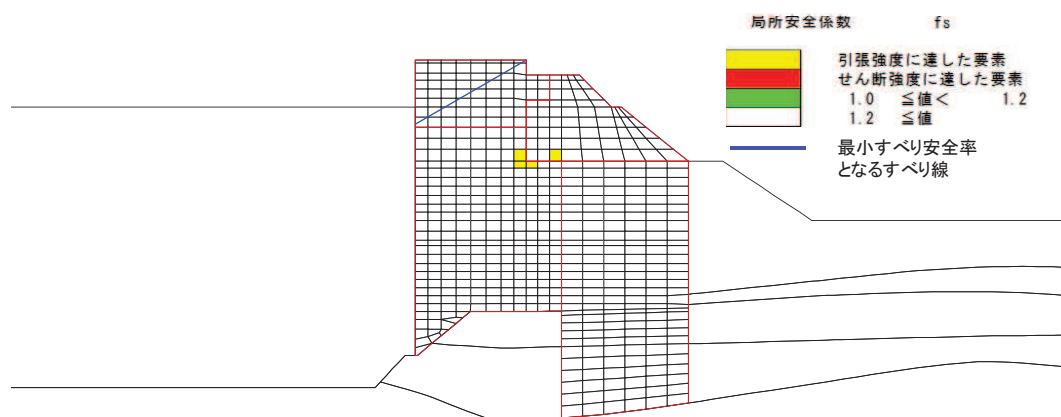 局所安全係数 fs
引張強度に達した要素
せん断強度に達した要素
1.0 ≦値< 1.2
1.2 ≦値
最小すべり安全率
となるすべり線